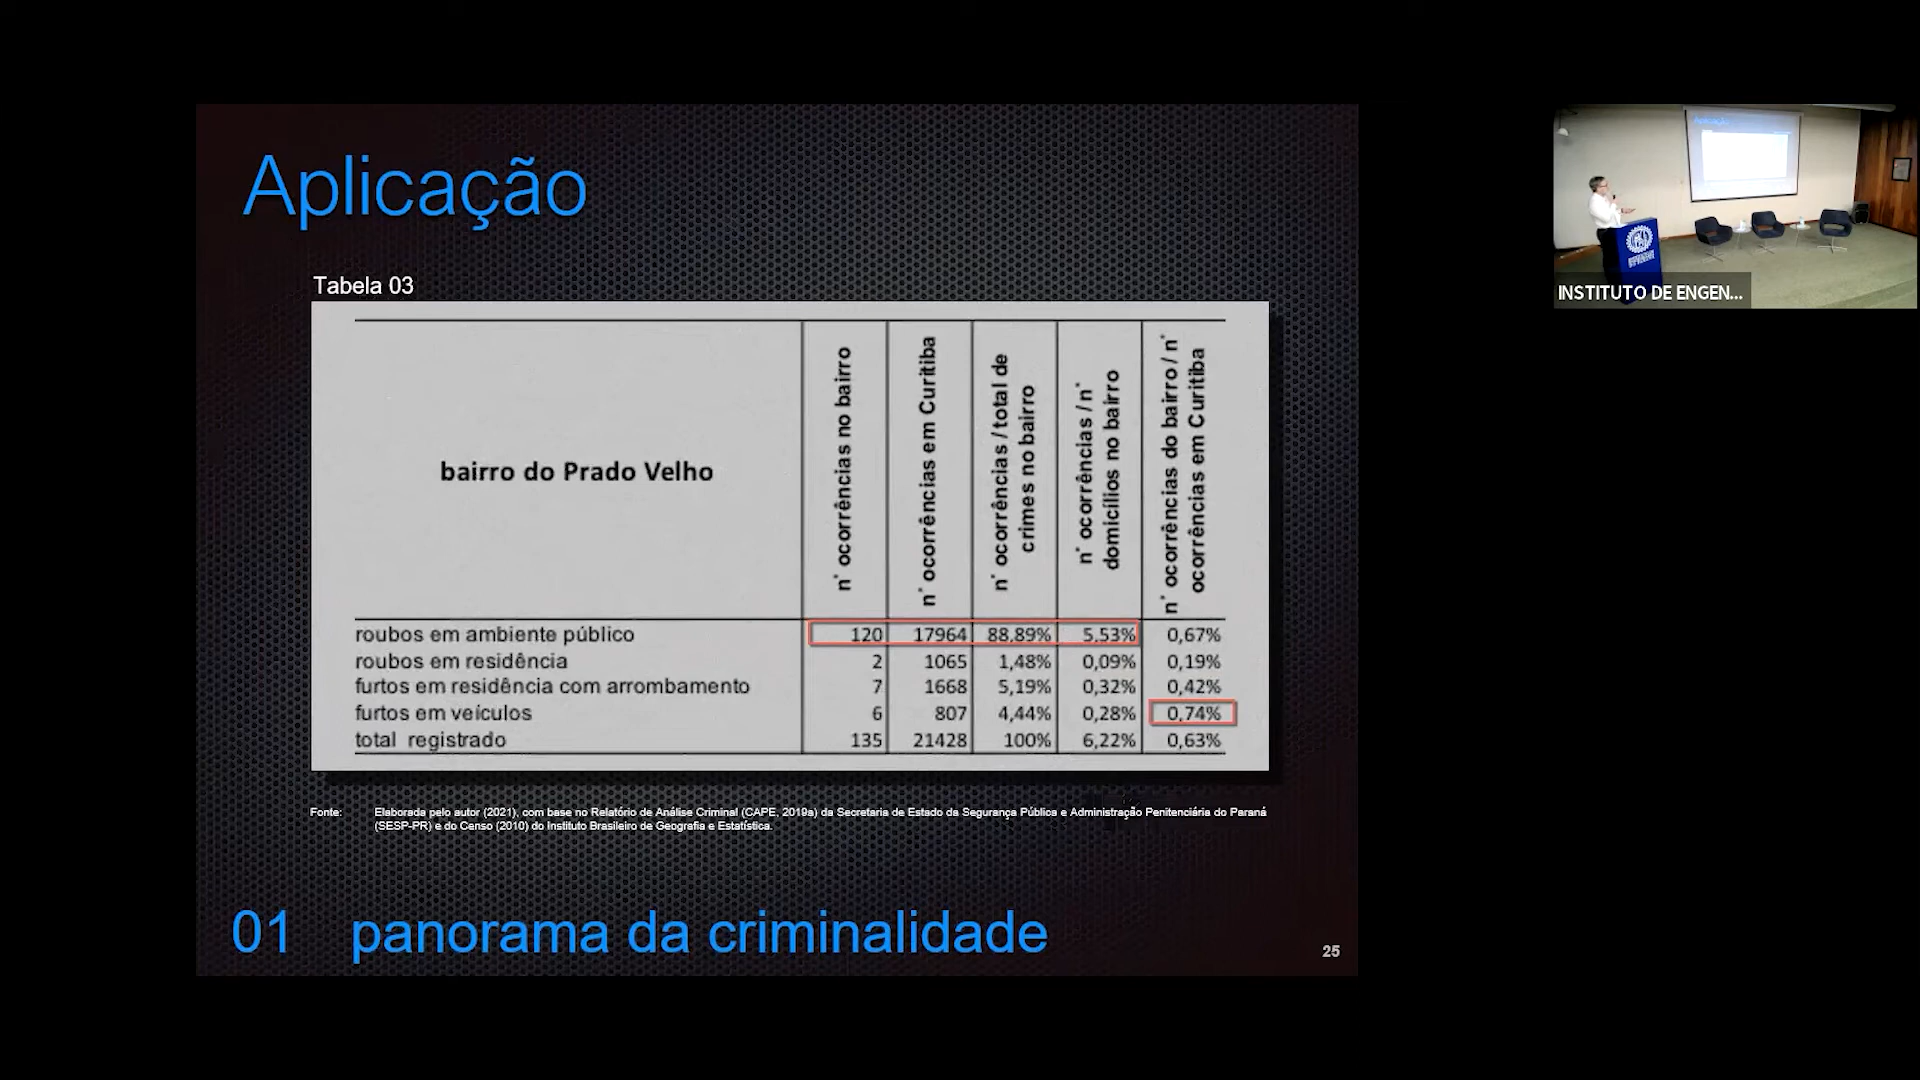 Aplicação
INSTITUTO DE ENGEN...
Tabela 03
bairro do Prado Velho
n° ocorrências no bairro
n° ocorrências em Curitiba
n° ocorrências / total de
crimes no bairro
n° ocorrências / n°
domicílios no bairro
n° ocorrências do bairro / n°
ocorrências em Curitiba
roubos em ambiente público 120 17964 88,89% 5,53% 0,67%
roubos em residência 2 1065 1,48% 0,09% 0,19%
furtos em residência com arrombamento 7 1668 5,19% 0,32% 0,42%
furtos em veículos 6 807 4,44% 0,28% 0,74%
total registrado 135 21428 100% 6,22% 0,63%
Fonte: Elaborada pelo autor (2021), com base no Relatório de Análise Criminal (CAPE, 2019a) da Secretaria de Estado da Segurança Pública e Administração Penitenciária do Paraná
(SESP-PR) e do Censo (2010) do Instituto Brasileiro de Geografia e Estatística.
01 panorama da criminalidade
25